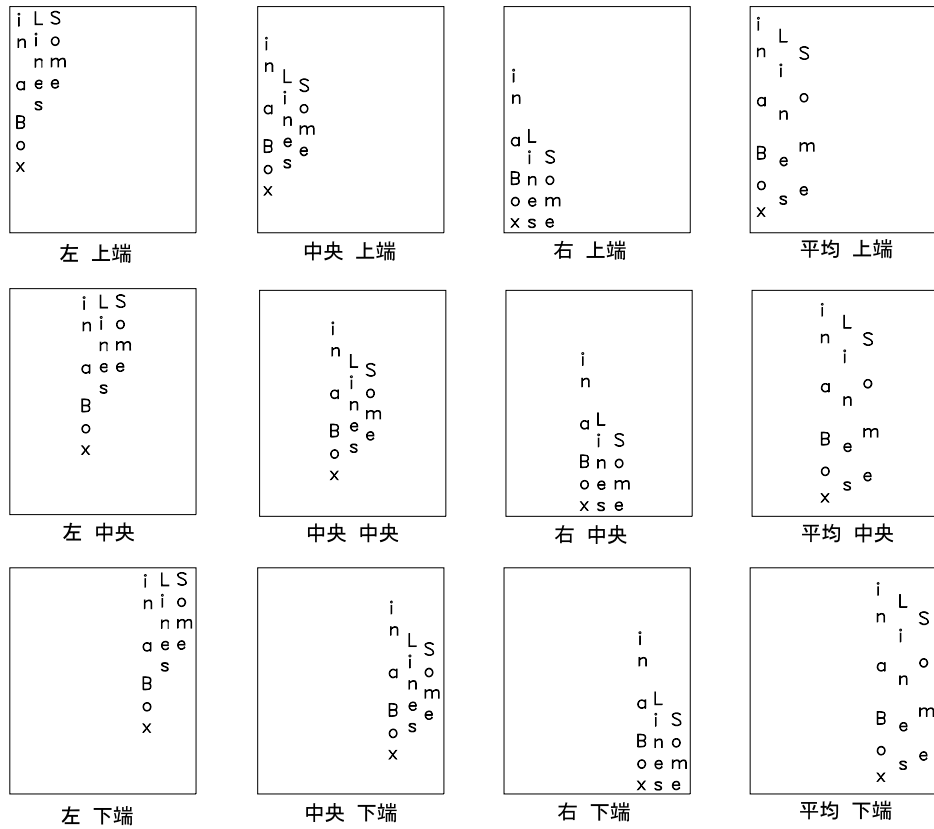 Some
Lines
in a Box
左 上端
Some
Lines
in a Box
中央 上端
Some
Lines
in a Box
右 上端
Some
Lines
in a Box
平均 上端
Some
Lines
in a Box
左 中央
Some
Lines
in a Box
中央 中央
Some
Lines
in a Box
右 中央
Some
Lines
in a Box
平均 中央
Some
Lines
in a Box
左 下端
Some
Lines
in a Box
中央 下端
Some
Lines
in a Box
右 下端
Some
Lines
in a Box
平均 下端